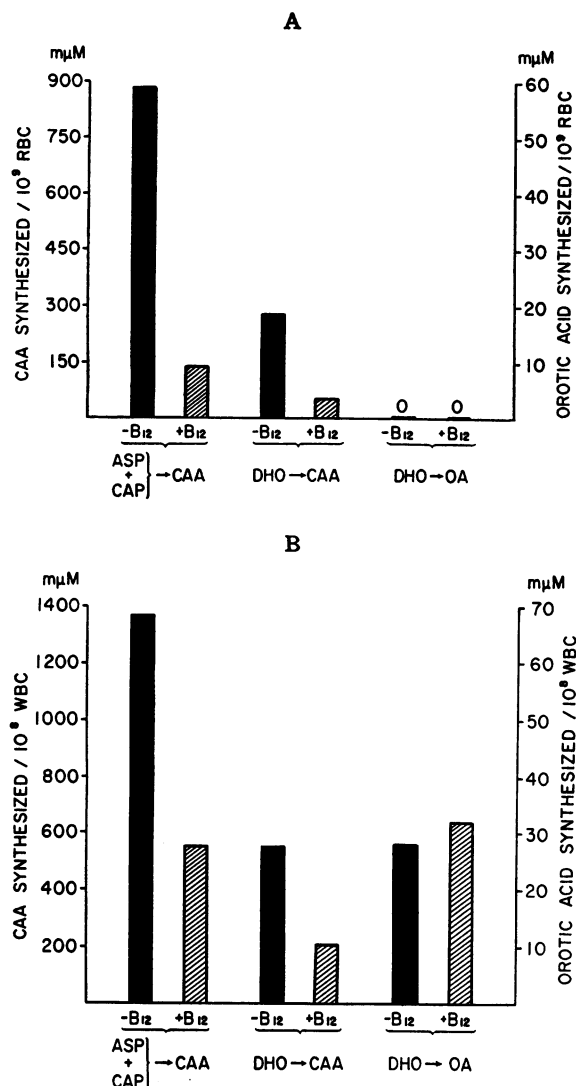 A
mμM
mμM
900
750
600
450
300
150
CAA SYNTHESIZED / 10⁹ RBC
60
50
40
30
20
10
OROTIC ACID SYNTHESIZED / 10⁹ RBC
0 0
-B₁₂ +B₁₂ -B₁₂ +B₁₂ -B₁₂ +B₁₂
ASP
+
CAP
→CAA DHO→CAA DHO→OA
B
mμM
mμM
1400
1200
1000
800
600
400
200
CAA SYNTHESIZED / 10⁸ WBC
70
60
50
40
30
20
10
OROTIC ACID SYNTHESIZED / 10⁸ WBC
-B₁₂ +B₁₂ -B₁₂ +B₁₂ -B₁₂ +B₁₂
ASP
+
CAP
→CAA DHO→CAA DHO→ OA